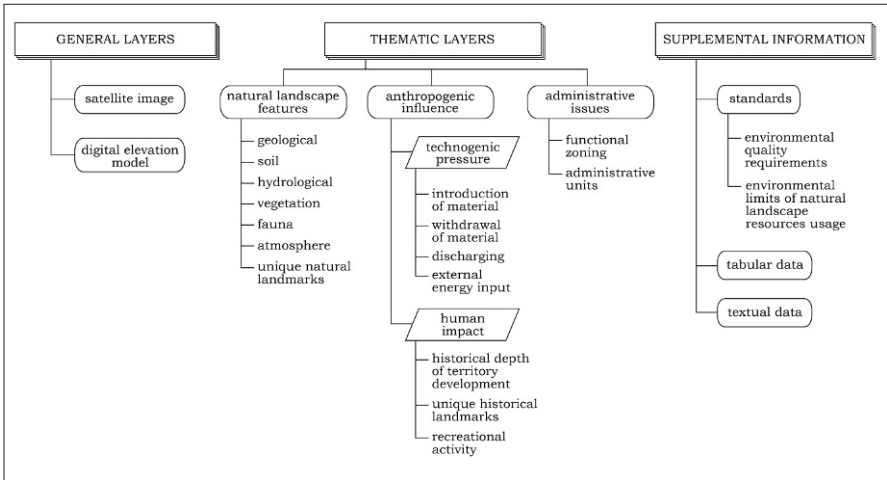 GENERAL LAYERS
satellite image
digital elevation
model
THEMATIC LAYERS
natural landscape
features
geological
soil
hydrological
vegetation
fauna
atmosphere
unique natural
landmarks
anthropogenic
influence
technogenic
pressure
introduction
of material
withdrawal
of material
discharging
external
energy input
human
impact
historical depth
of territory
development
unique historical
landmarks
recreational
activity
administrative
issues
functional
zoning
administrative
units
SUPPLEMENTAL INFORMATION
standards
environmental
quality
requirements
environmental
limits of natural
landscape
resources usage
tabular data
textual data